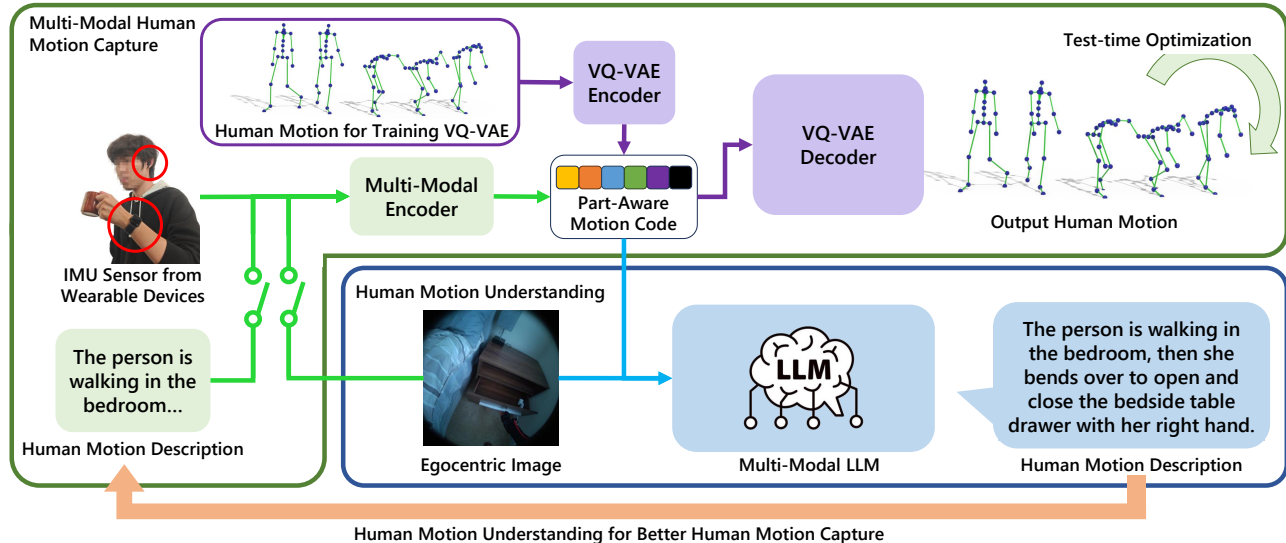 Multi-Modal Human
Motion Capture
Human Motion for Training VQ-VAE
VQ-VAE
Encoder
VQ-VAE
Decoder
Test-time Optimization
Output Human Motion
Multi-Modal
Encoder
Part-Aware
Motion Code
IMU Sensor from
Wearable Devices
The person is
walking in the
bedroom...
Human Motion Description
Human Motion Understanding
Egocentric Image
LLM
Multi-Modal LLM
The person is walking in
the bedroom, then she
bends over to open and
close the bedside table
drawer with her right hand.
Human Motion Description
Human Motion Understanding for Better Human Motion Capture